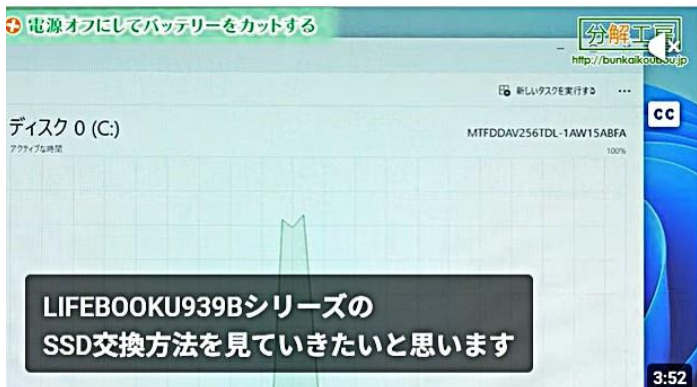 電源オフにしてバッテリーをカットする
分解工房
http://bunkaikoubou.jp
新しいタスクを実行する
CC
ディスク 0 (C:)
MTFDDAV256TDL-1AW15ABFA
アクティブな時間
100%
LIFEBOOKU939Bシリーズの
SSD交換方法を見ていきたいと思います
3:52